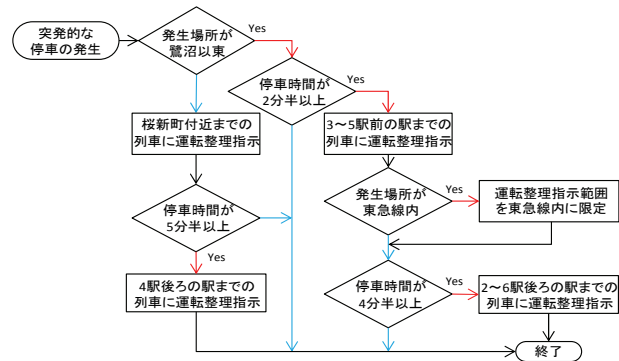 突発的な
停車の発生
発生場所が
鷺沼以東
Yes
停車時間が
2分半以上
Yes
桜新町付近までの
列車に運転整理指示
3～5駅前の駅までの
列車に運転整理指示
発生場所が
東急線内
Yes
運転整理指示範囲
を東急線内に限定
停車時間が
5分半以上
Yes
停車時間が
4分半以上
Yes
4駅後ろの駅までの
列車に運転整理指示
2～6駅後ろの駅までの
列車に運転整理指示
終了